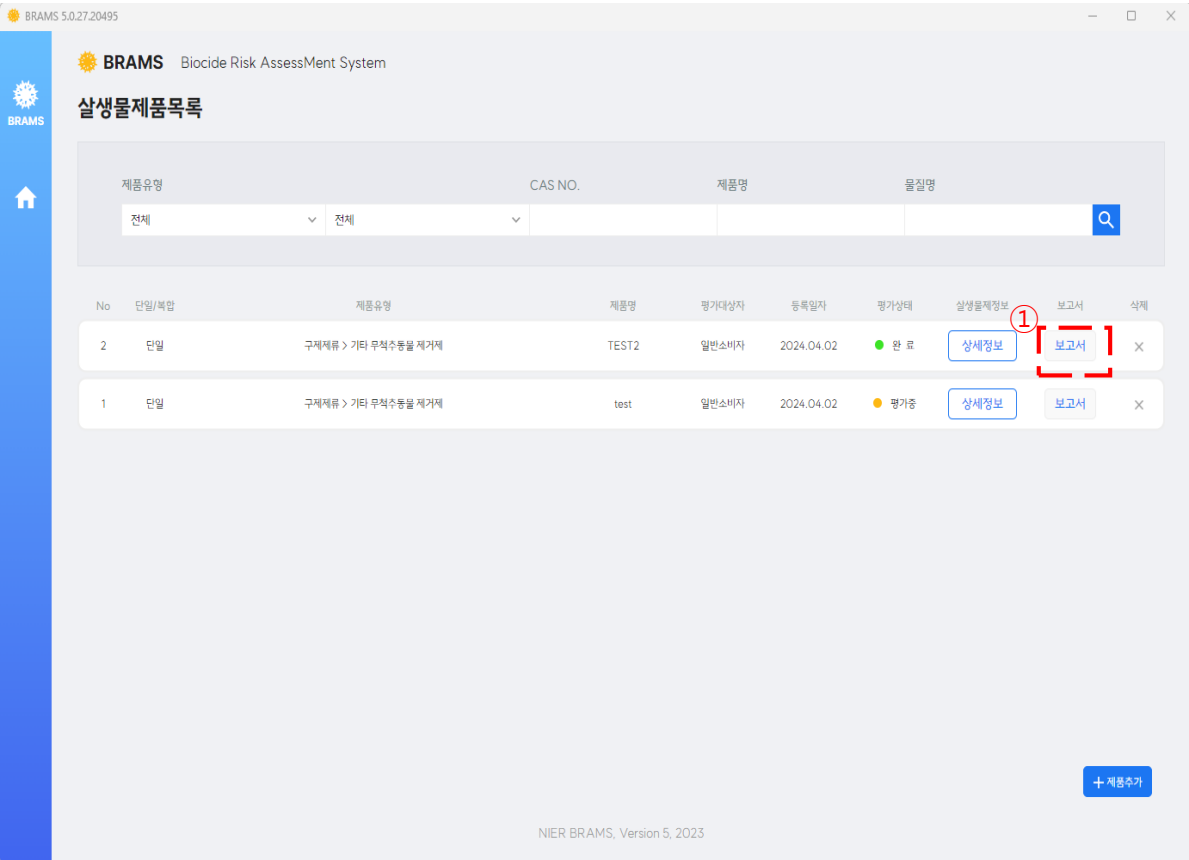 BRAMS 5.0.27.20495
BRAMS Biocide Risk AssessMent System
BRAMS
살생물제품목록
제품유형 CAS NO. 제품명 물질명
전체 전체
No 단일/복합 제품유형 제품명 평가대상자 등록일자 평가상태 살생물제정보 보고서 삭제
①
2 단일 구제제류 > 기타 무척추동물 제거제 TEST2 일반소비자 2024.04.02 완 료 상세정보 보고서
1 단일 구제제류 > 기타 무척추동물 제거제 test 일반소비자 2024.04.02 평가중 상세정보 보고서
+ 제품추가
NIER BRAMS, Version 5, 2023